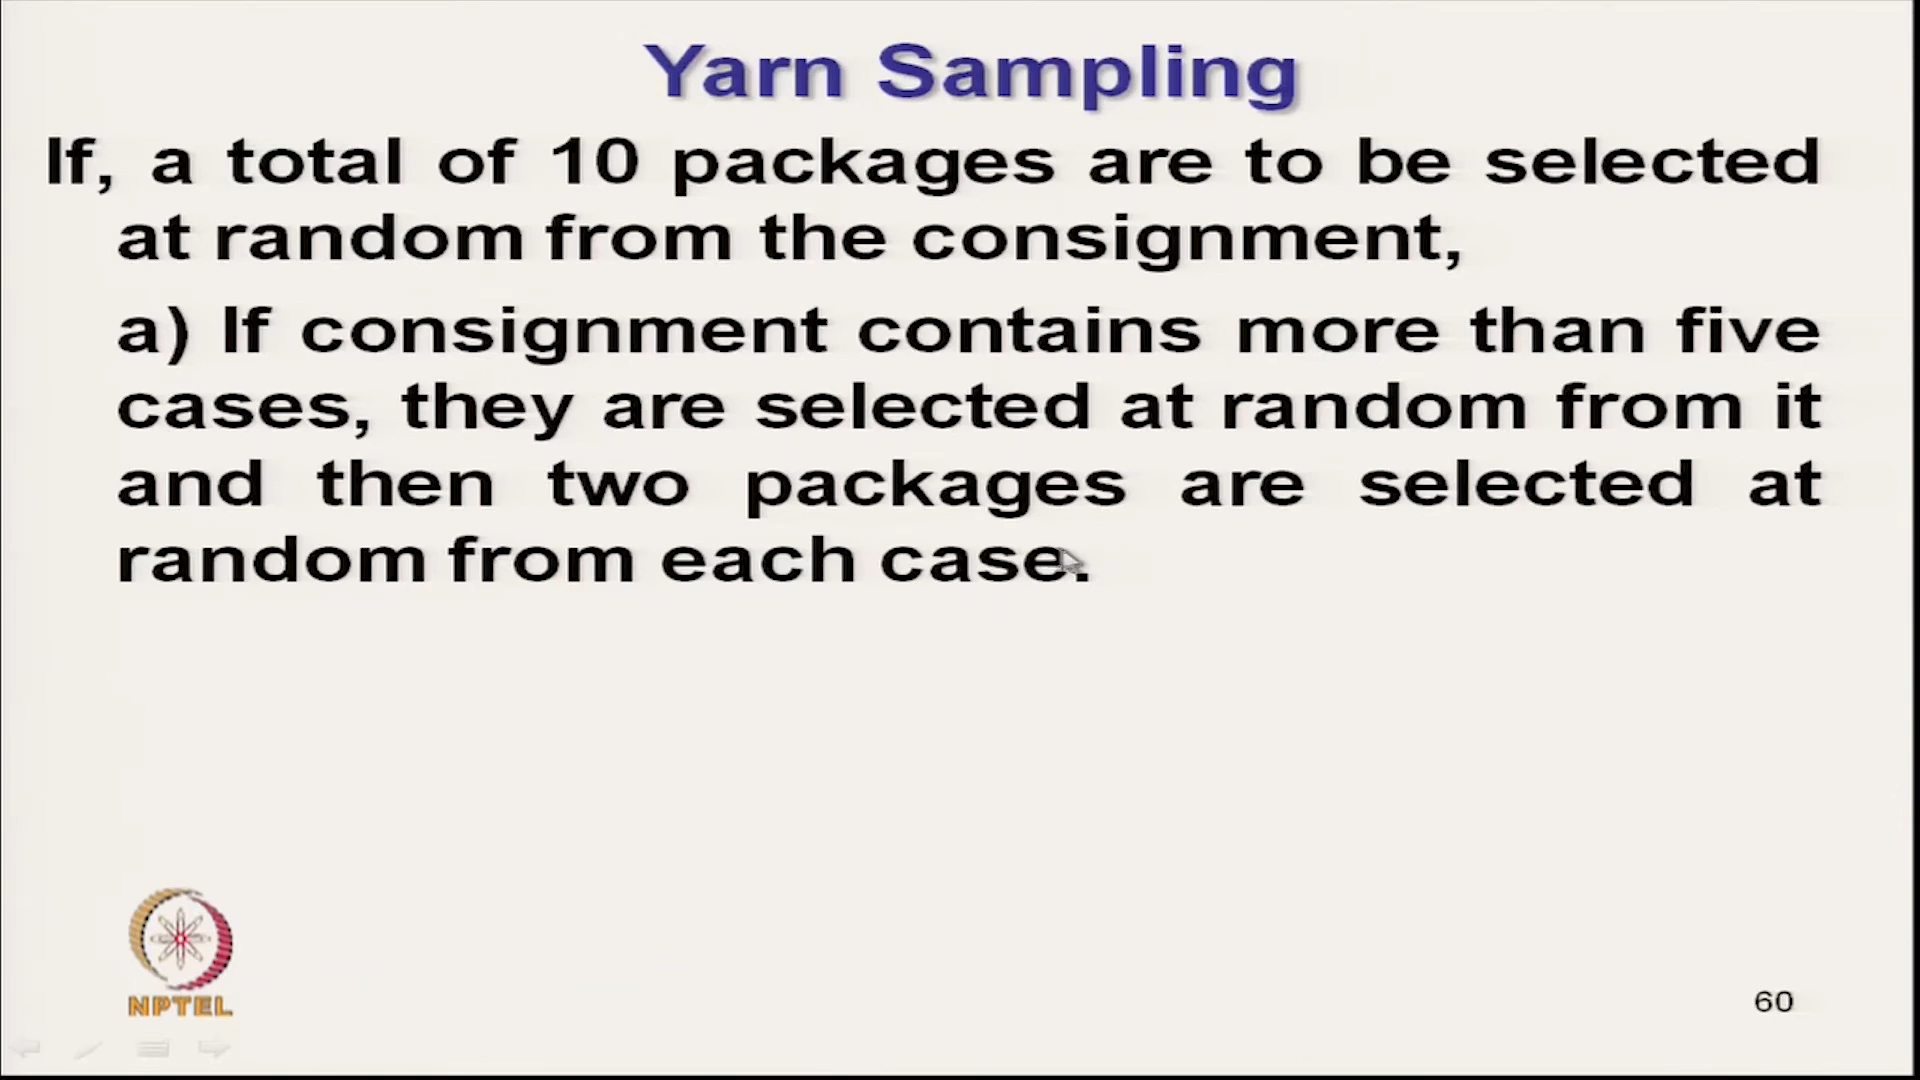 Yarn Sampling
If, a total of 10 packages are to be selected
at random from the consignment,
a) If consignment contains more than five
cases, they are selected at random from it
and then two packages are selected at
random from each case.
NPTEL
60